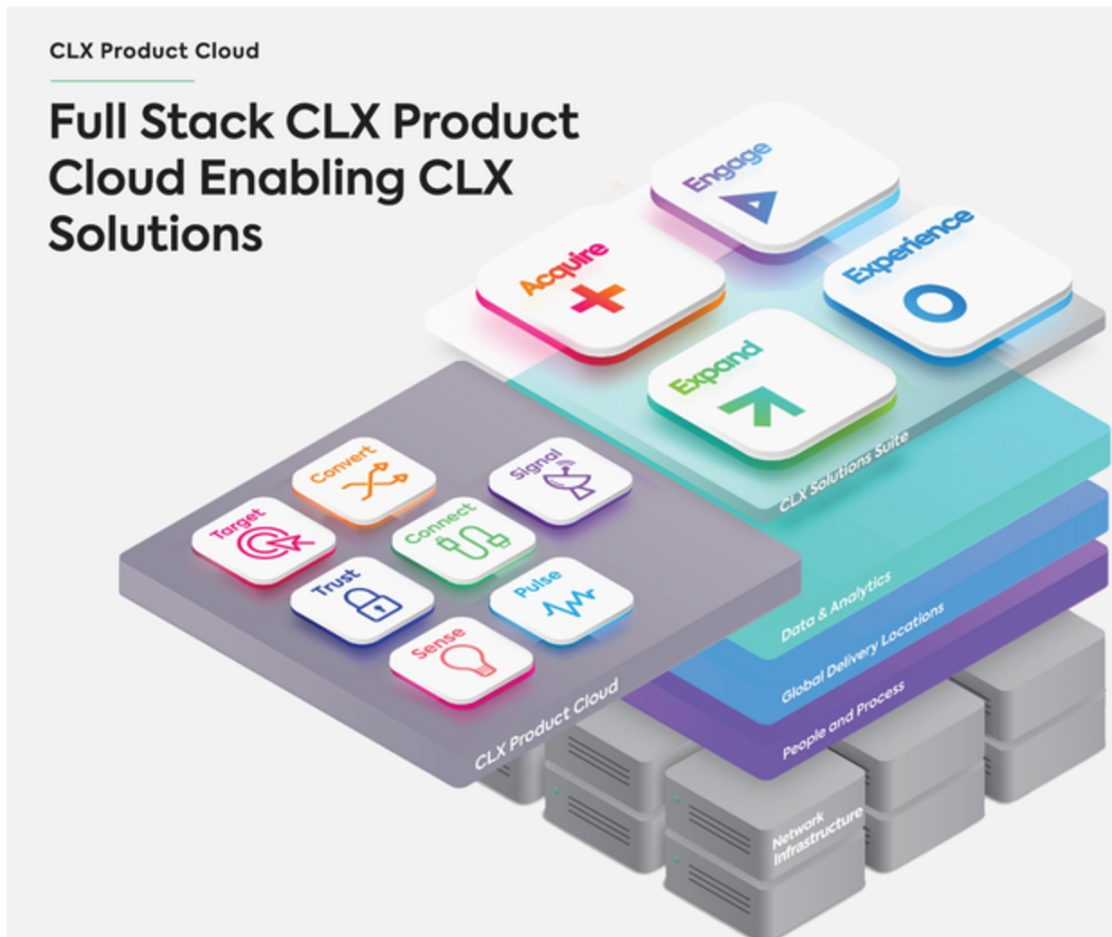 CLX Product Cloud
Full Stack CLX Product
Cloud Enabling CLX
Solutions
Engage
Acquire
Experience
Expand
CLX Solutions Suite
Convert
Signal
Target
Connect
Trust
Pulse
Sense
CLX Product Cloud
Data & Analytics
Global Delivery Locations
People and Process
Network
Infrastructure